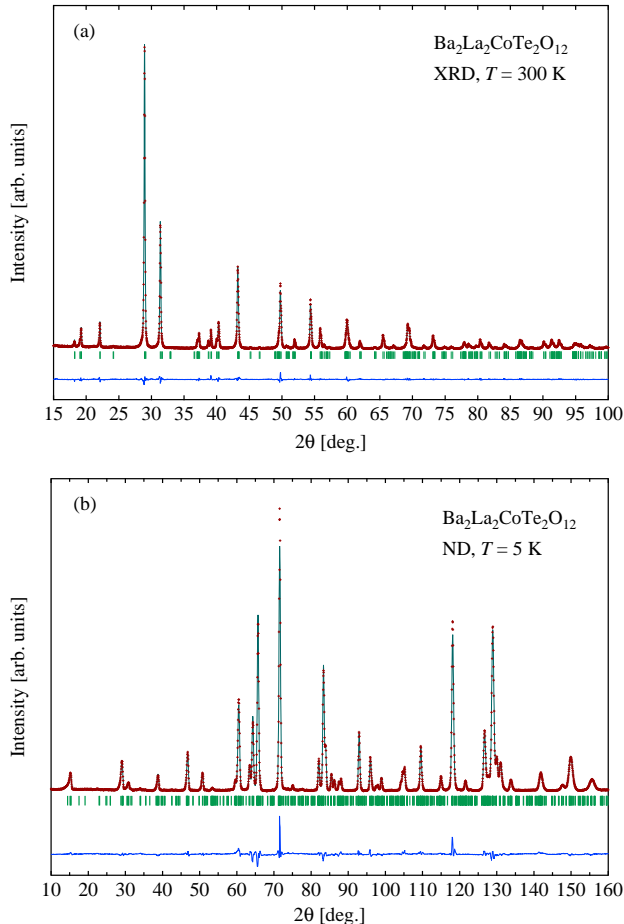 (a)
Ba₂La₂CoTe₂O₁₂
XRD, T = 300 K
Intensity [arb. units]
15 20 25 30 35 40 45 50 55 60 65 70 75 80 85 90 95 100
2θ [deg.]
(b)
Ba₂La₂CoTe₂O₁₂
ND, T = 5 K
Intensity [arb. units]
10 20 30 40 50 60 70 80 90 100 110 120 130 140 150 160
2θ [deg.]